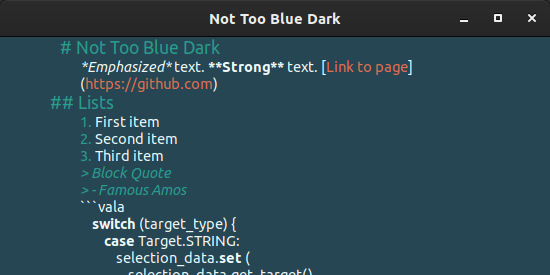 Not Too Blue Dark
# Not Too Blue Dark
*Emphasized* text. **Strong** text. [Link to page]
(https://github.com)
## Lists
1. First item
2. Second item
3. Third item
> Block Quote
> - Famous Amos
```vala
switch (target_type) {
case Target.STRING:
selection_data.set (
selection_data.get_target()